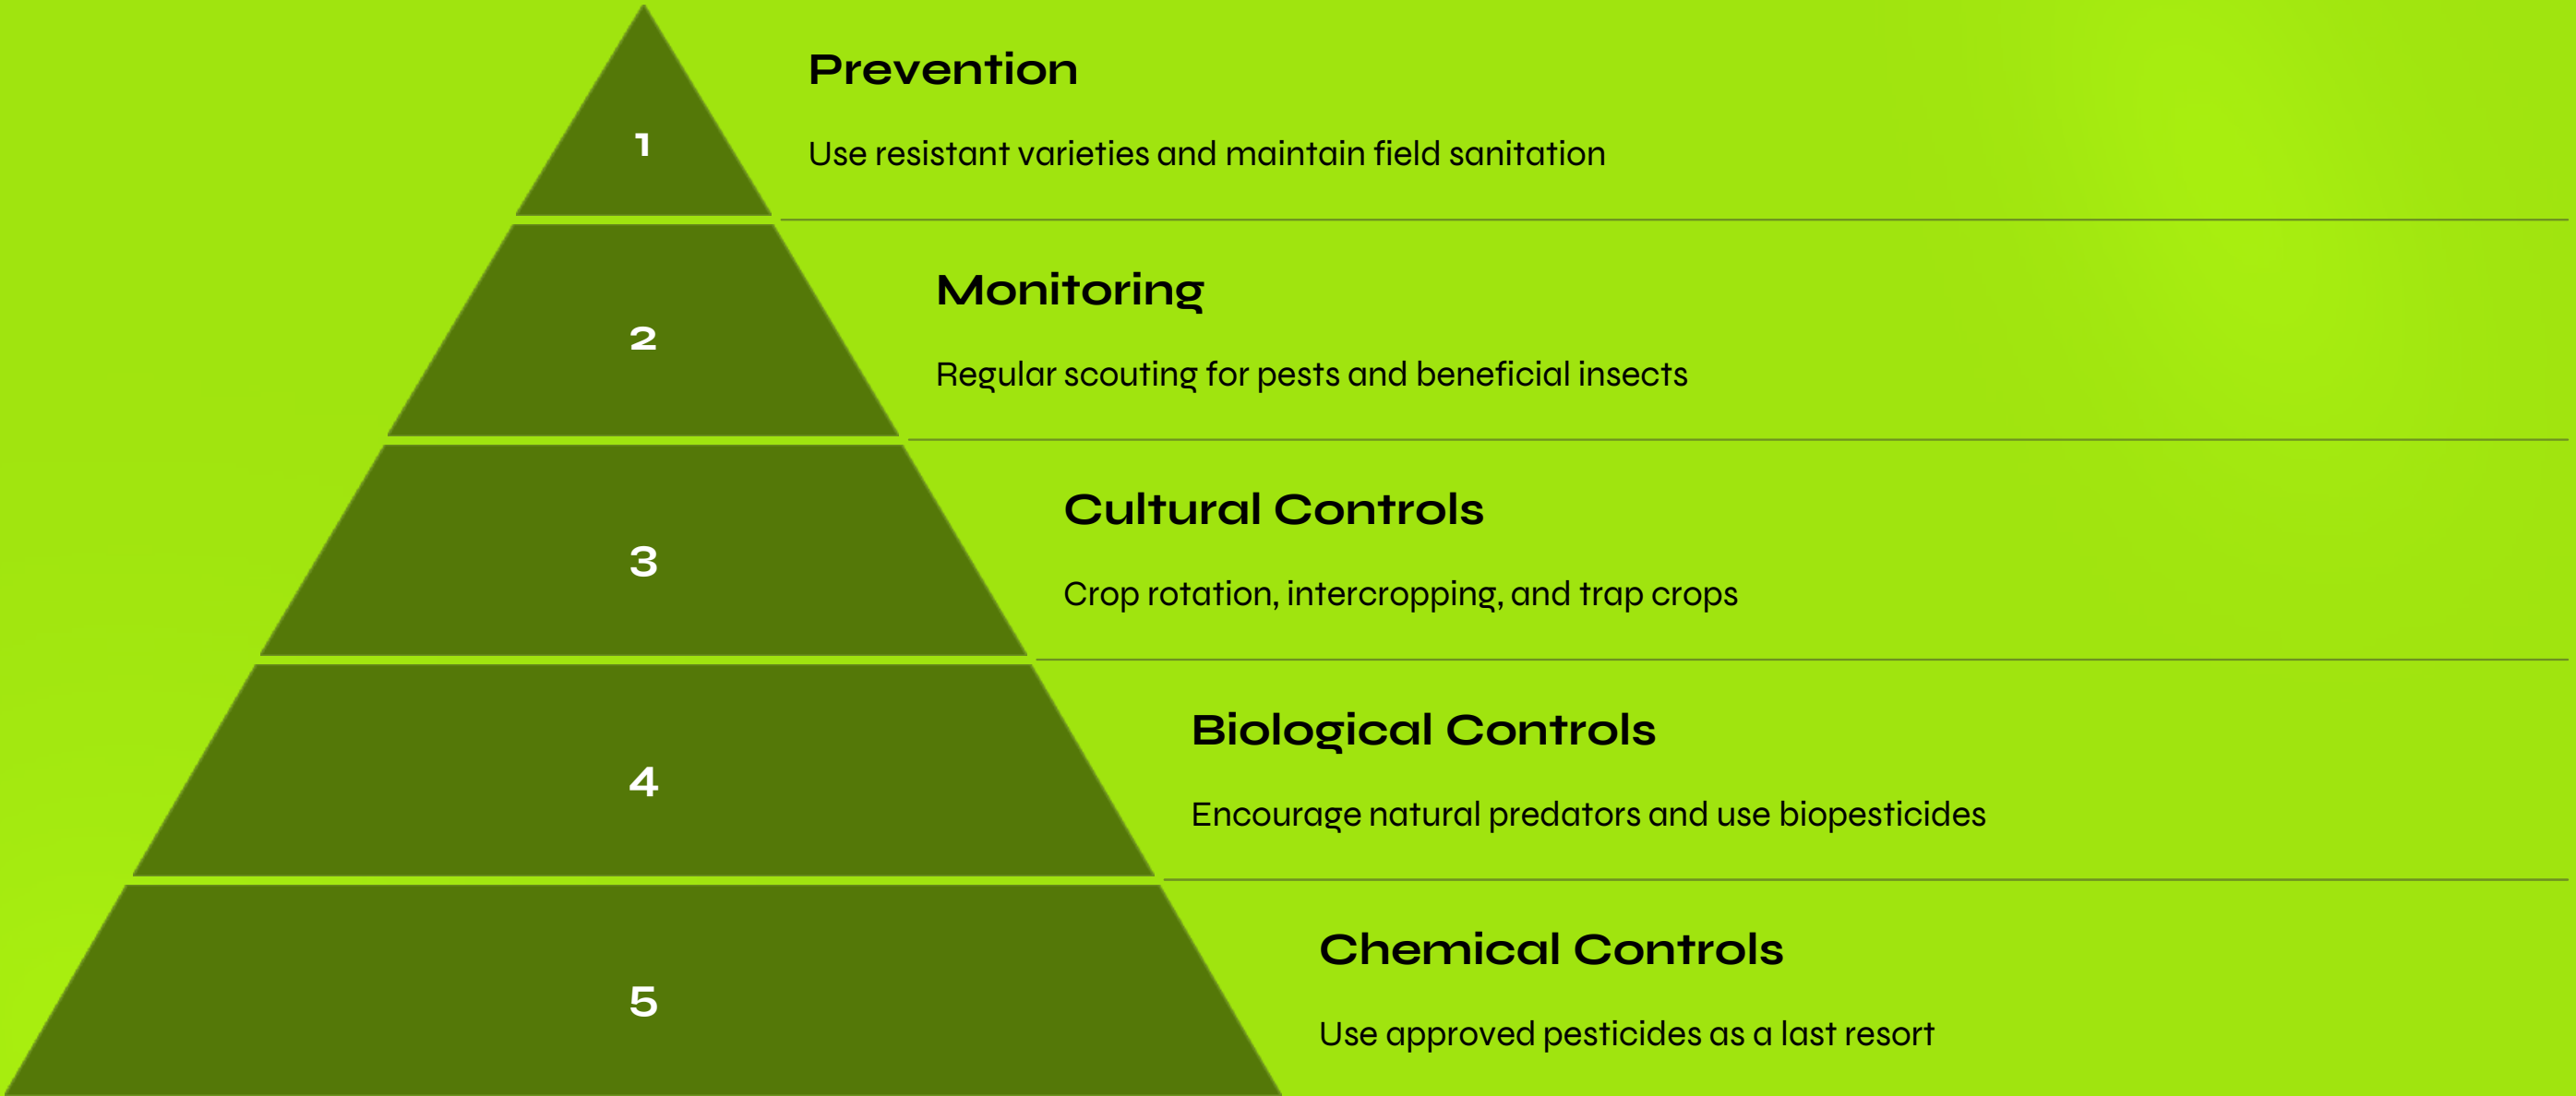 Prevention
1
Use resistant varieties and maintain field sanitation
Monitoring
2
Regular scouting for pests and beneficial insects
Cultural Controls
3
Crop rotation, intercropping, and trap crops
Biological Controls
4
Encourage natural predators and use biopesticides
Chemical Controls
5
Use approved pesticides as a last resort